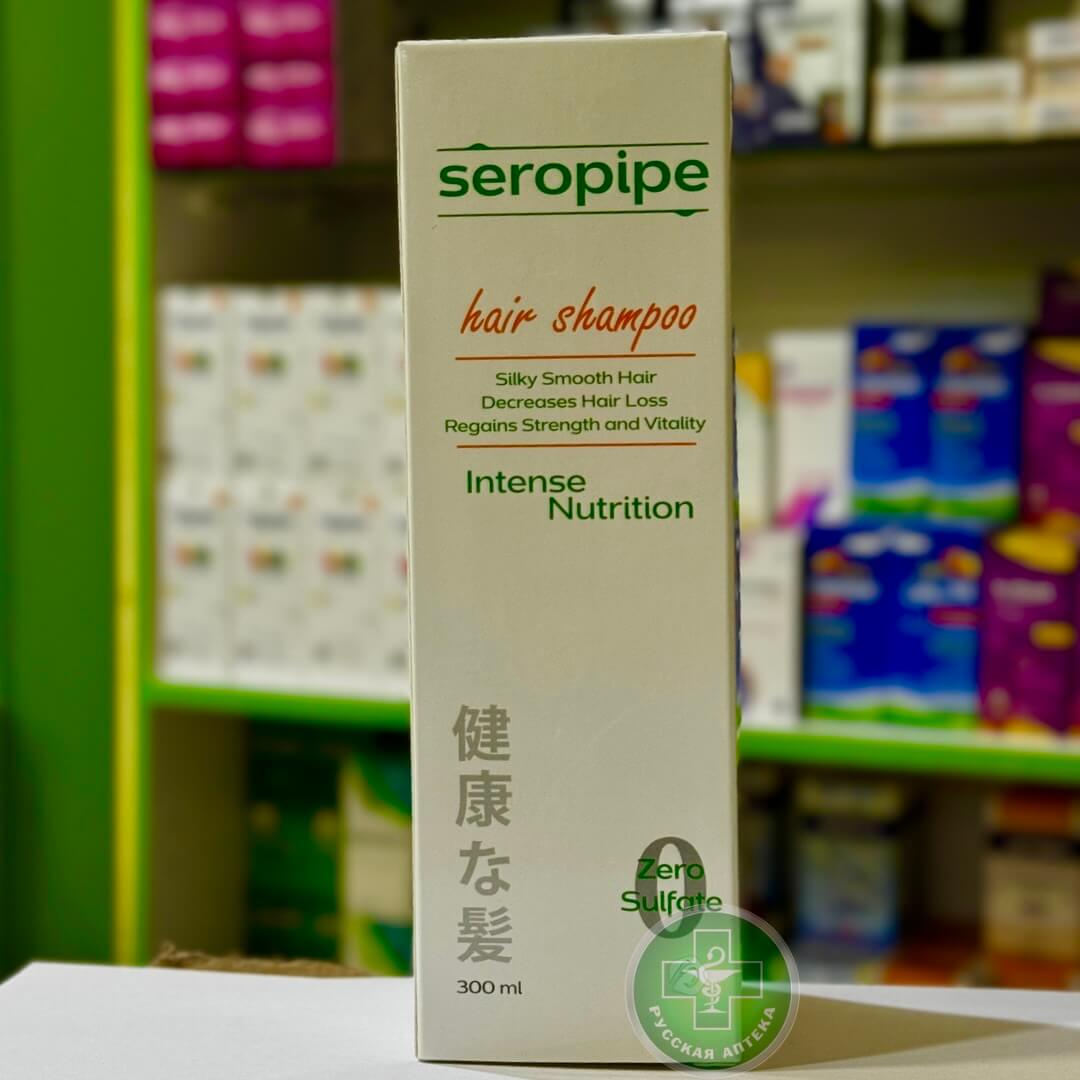 seropipe
hair shampoo
Silky Smooth Hair
Decreases Hair Loss
Regains Strength and Vitality
Intense
Nutrition
健康な髪
0
Zero
Sulfate
300 ml
РУССКАЯ АПТЕКА